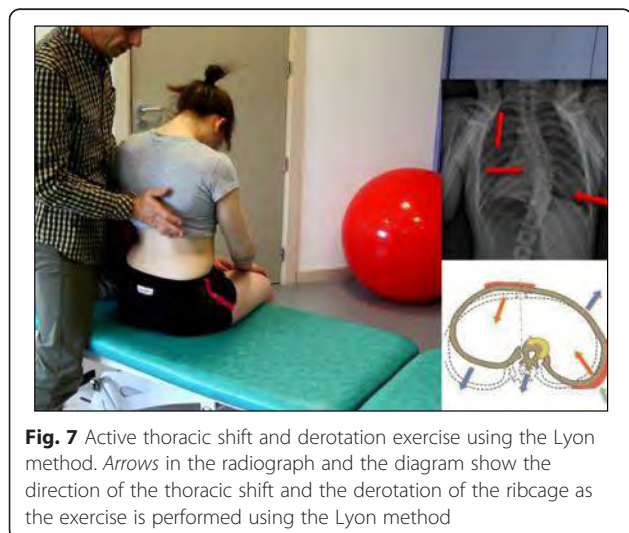 Fig. 7 Active thoracic shift and derotation exercise using the Lyon
method. Arrows in the radiograph and the diagram show the
direction of the thoracic shift and the derotation of the ribcage as
the exercise is performed using the Lyon method